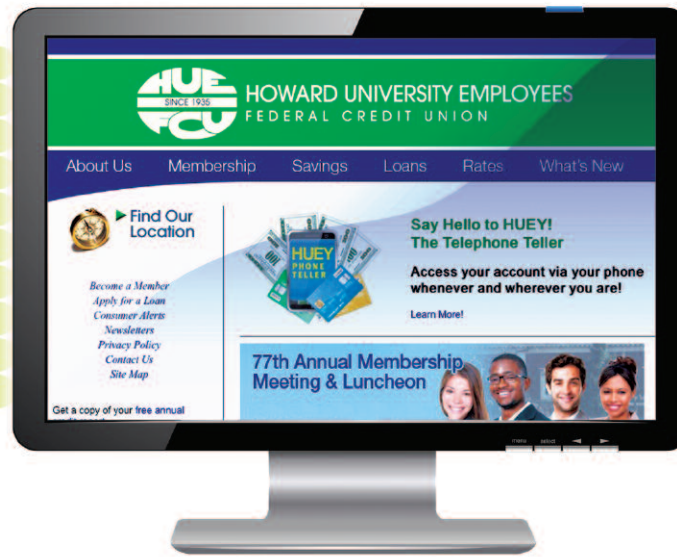 HUE
SINCE 1935
FCU
HOWARD UNIVERSITY EMPLOYEES
FEDERAL CREDIT UNION
About Us Membership Savings Loans Rates What's New
Find Our
Location
Become a Member
Apply for a Loan
Consumer Alerts
Newsletters
Privacy Policy
Contact Us
Site Map
Get a copy of your free annual
HUEY
PHONE
TELLER
Say Hello to HUEY!
The Telephone Teller
Access your account via your phone
whenever and wherever you are!
Learn More!
77th Annual Membership
Meeting & Luncheon
menu select